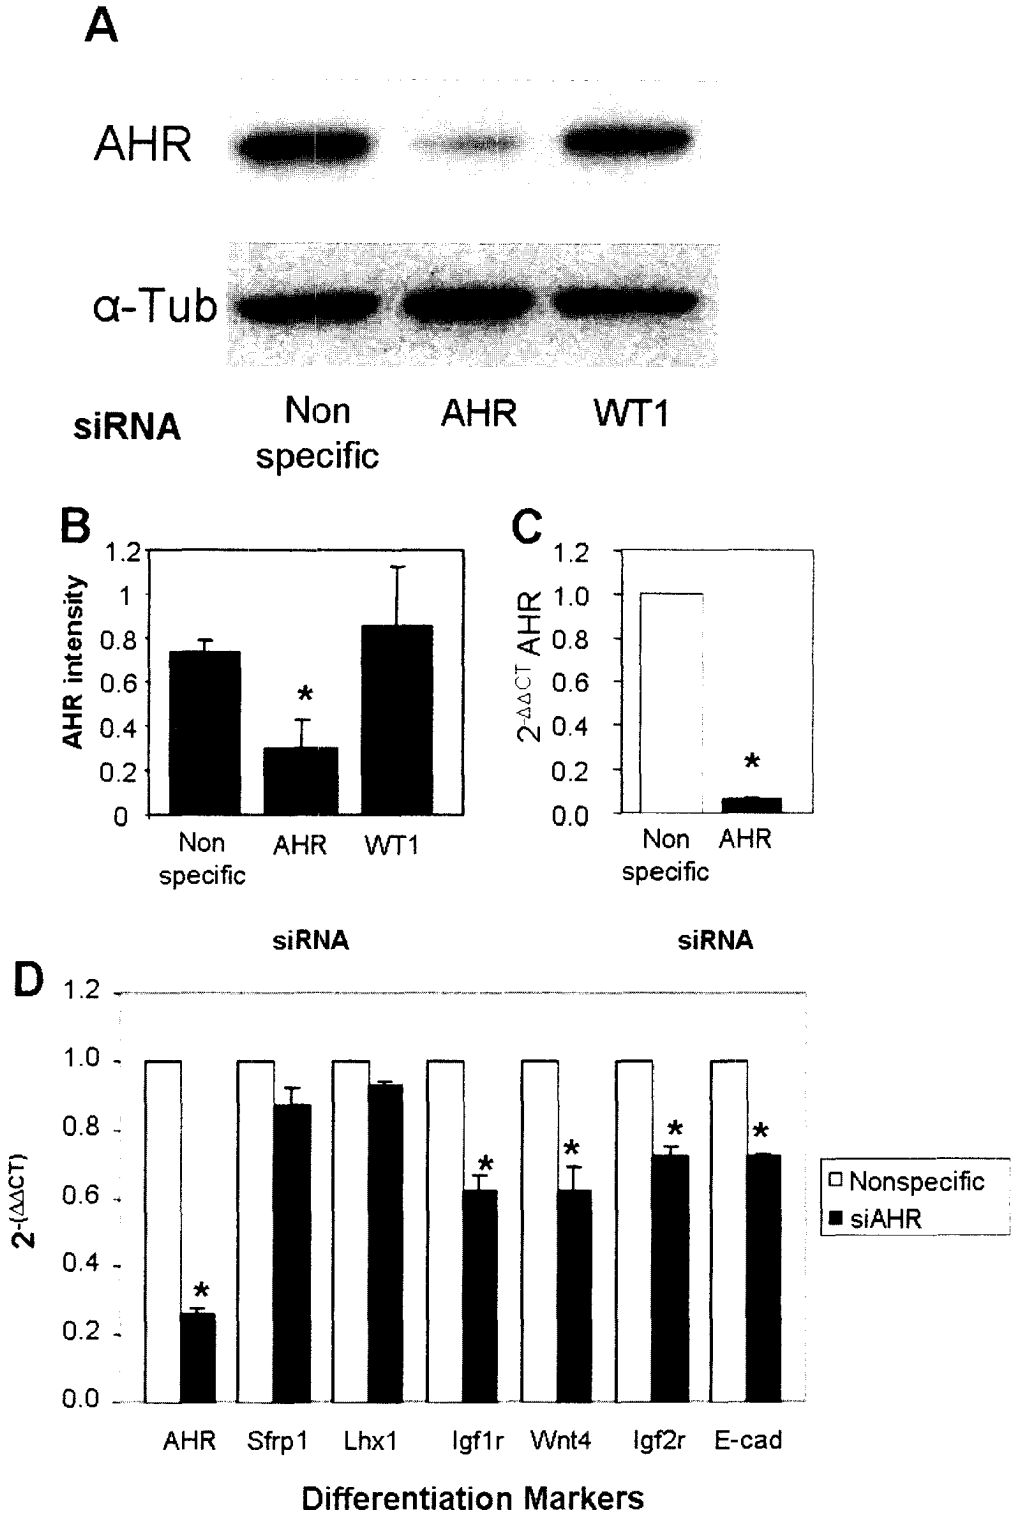 A
AHR
α-Tub
siRNA
Non specific
AHR
WT1
B
AHR intensity
1.2
1
0.8
0.6
0.4
0.2
0
*
Non specific
AHR
WT1
siRNA
C
2-ΔΔCT AHR
1.2
1.0
0.8
0.6
0.4
0.2
0.0
*
Non specific
AHR
siRNA
D
2-(ΔΔCT)
1.2
1.0
0.8
0.6
0.4
0.2
0.0
* * * * *
AHR Sfrp1 Lhx1 Igf1r Wnt4 Igf2r E-cad
Differentiation Markers
Nonspecific
siAHR